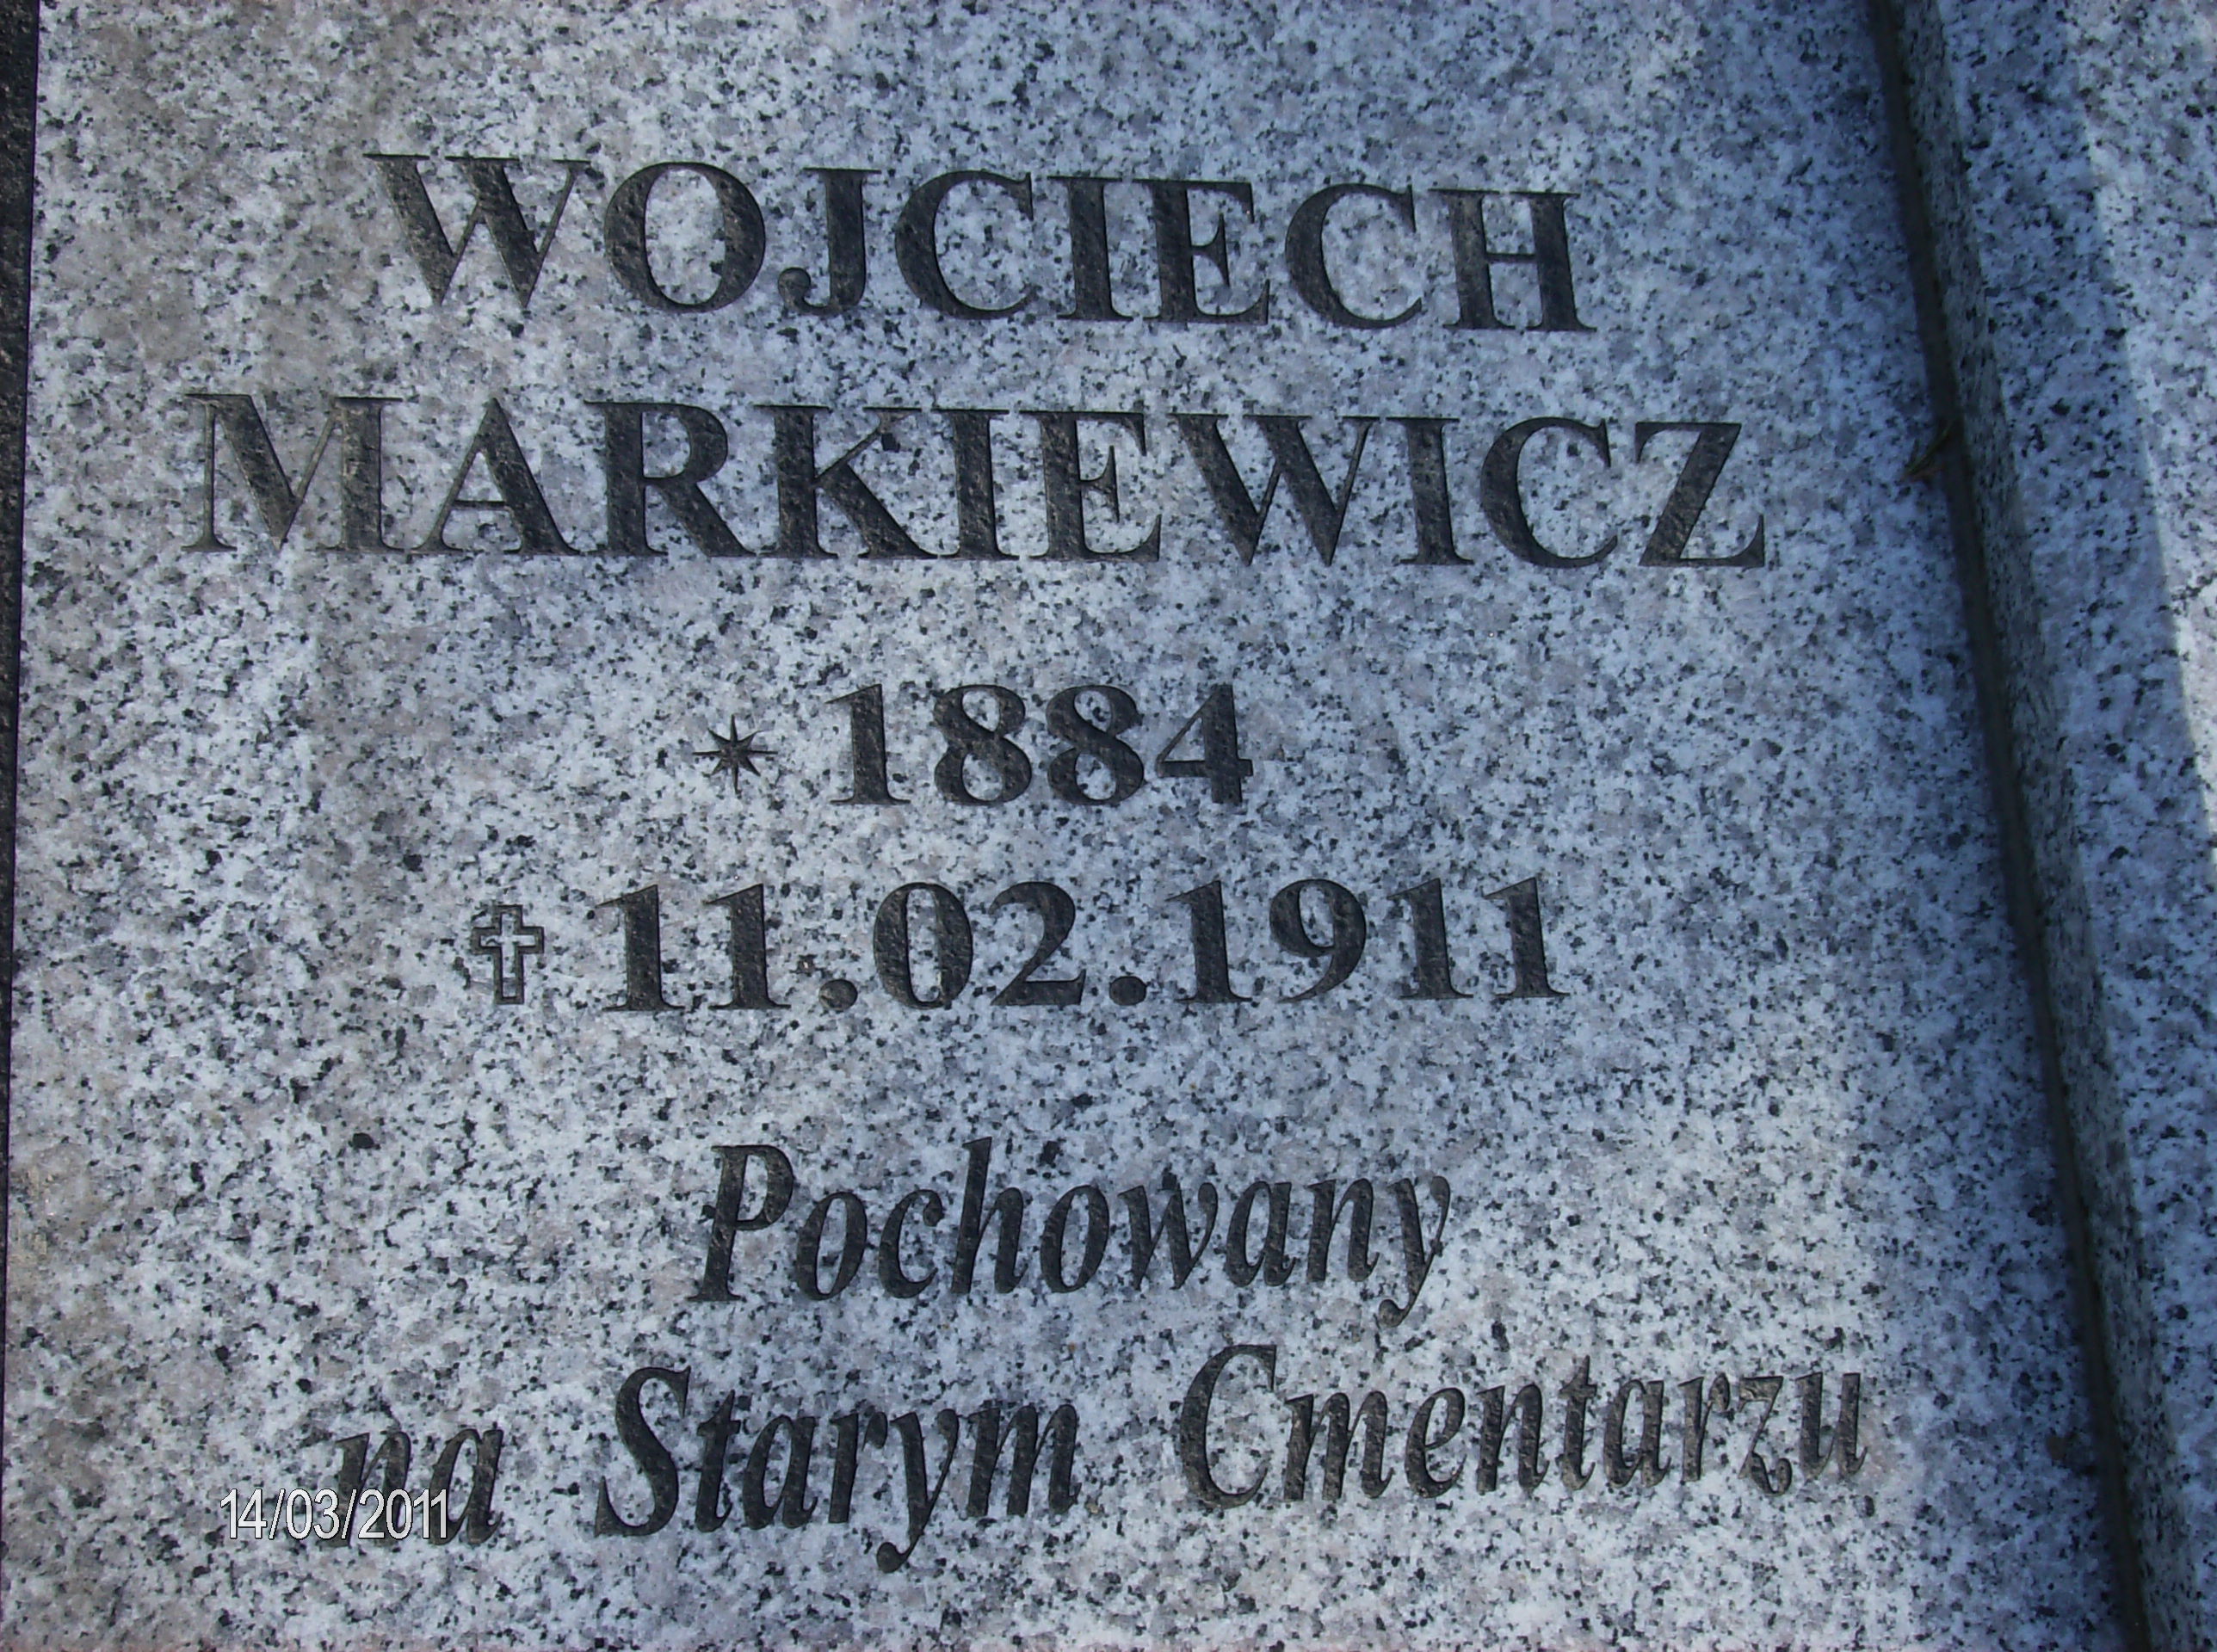 WOJCIECH
MARKIEWICZ
* 1884
✝ 11.02.1911
Pochowany
na Starym Cmentarzu
14/03/2011